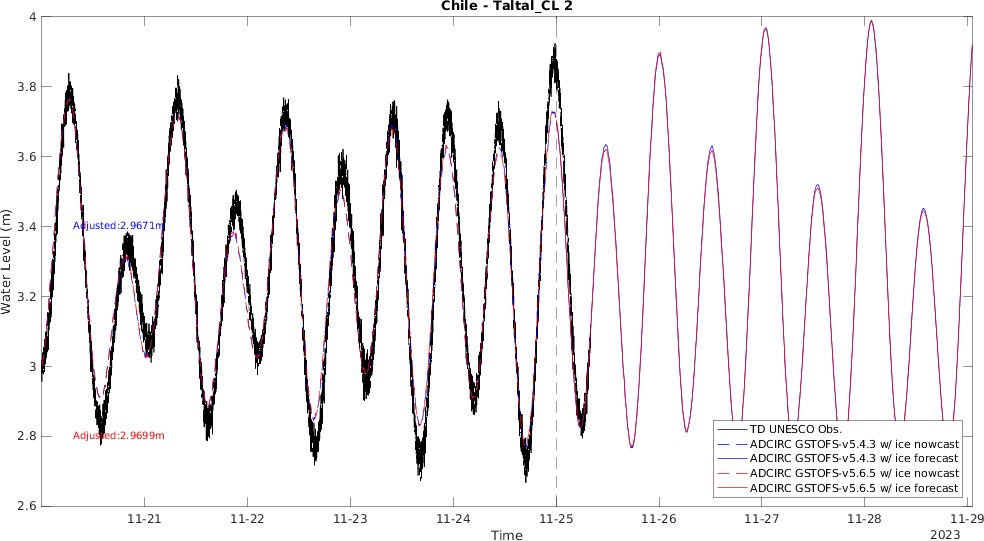 Chile - Taltal_CL 2
4
3.8
3.6
3.4
3.2
3
2.8
2.6
Water Level (m)
Adjusted:2.9671m
Adjusted:2.9699m
TD UNESCO Obs.
ADCIRC GSTOFS-v5.4.3 w/ ice nowcast
ADCIRC GSTOFS-v5.4.3 w/ ice forecast
ADCIRC GSTOFS-v5.6.5 w/ ice nowcast
ADCIRC GSTOFS-v5.6.5 w/ ice forecast
11-21 11-22 11-23 11-24 11-25 11-26 11-27 11-28 11-29
Time
2023